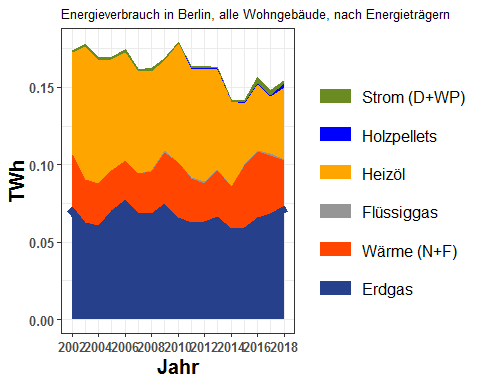 Energieverbrauch in Berlin, alle Wohngebäude, nach Energieträgern
TWh
0.15
0.10
0.05
0.00
2002 2004 2006 2008 2010 2012 2014 2016 2018
Jahr
Strom (D+WP)
Holzpellets
Heizöl
Flüssiggas
Wärme (N+F)
Erdgas